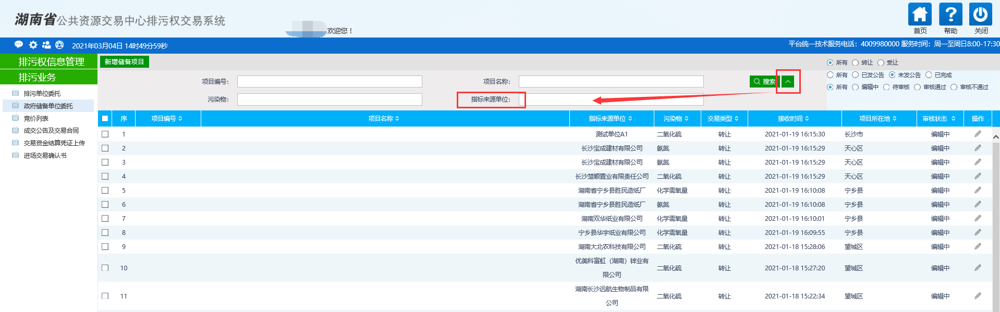 湖南省公共资源交易中心排污权交易系统
欢迎您！
首页 帮助 关闭
2021年03月04日 14时49分59秒
平台统一技术服务电话：4009980000 服务时间：周一至周日8:00-17:30
排污权信息管理
排污业务
排污单位委托
政府储备单位委托
竞价列表
成交公告及交易合同
交易资金结算凭证上传
进场交易确认书
新增储备项目
所有 转让 受让
所有 已发公告 未发公告 已完成
所有 编辑中 待审核 审核通过 审核不通过
项目编号： 项目名称： 搜索
污染物： 指标来源单位：
序 项目编号 项目名称 指标来源单位 污染物 交易类型 接收时间 项目所在地 审核状态 操作
1 测试单位A1 二氧化硫 转让 2021-01-19 16:15:30 长沙市 编辑中
2 长沙宝成建材有限公司 氨氮 转让 2021-01-19 16:15:29 天心区 编辑中
3 长沙宝成建材有限公司 氨氮 转让 2021-01-19 16:15:29 天心区 编辑中
4 长沙楚顺置业有限责任公司 二氧化硫 转让 2021-01-19 16:15:29 天心区 编辑中
5 湖南省宁乡县胜民造纸厂 化学需氧量 转让 2021-01-19 16:10:08 宁乡县 编辑中
6 湖南省宁乡县胜民造纸厂 氨氮 转让 2021-01-19 16:10:08 宁乡县 编辑中
7 湖南双华纸业有限公司 化学需氧量 转让 2021-01-19 16:10:01 宁乡县 编辑中
8 宁乡县华宇纸业有限公司 化学需氧量 转让 2021-01-19 16:09:55 宁乡县 编辑中
9 湖南大北农科技有限公司 二氧化硫 转让 2021-01-18 15:28:06 望城区 编辑中
10 优美科富虹（湖南）锌业有
限公司 二氧化硫 转让 2021-01-18 15:27:20 望城区 编辑中
11 湖南长沙远航生物制品有限
公司 二氧化硫 转让 2021-01-18 15:22:34 望城区 编辑中